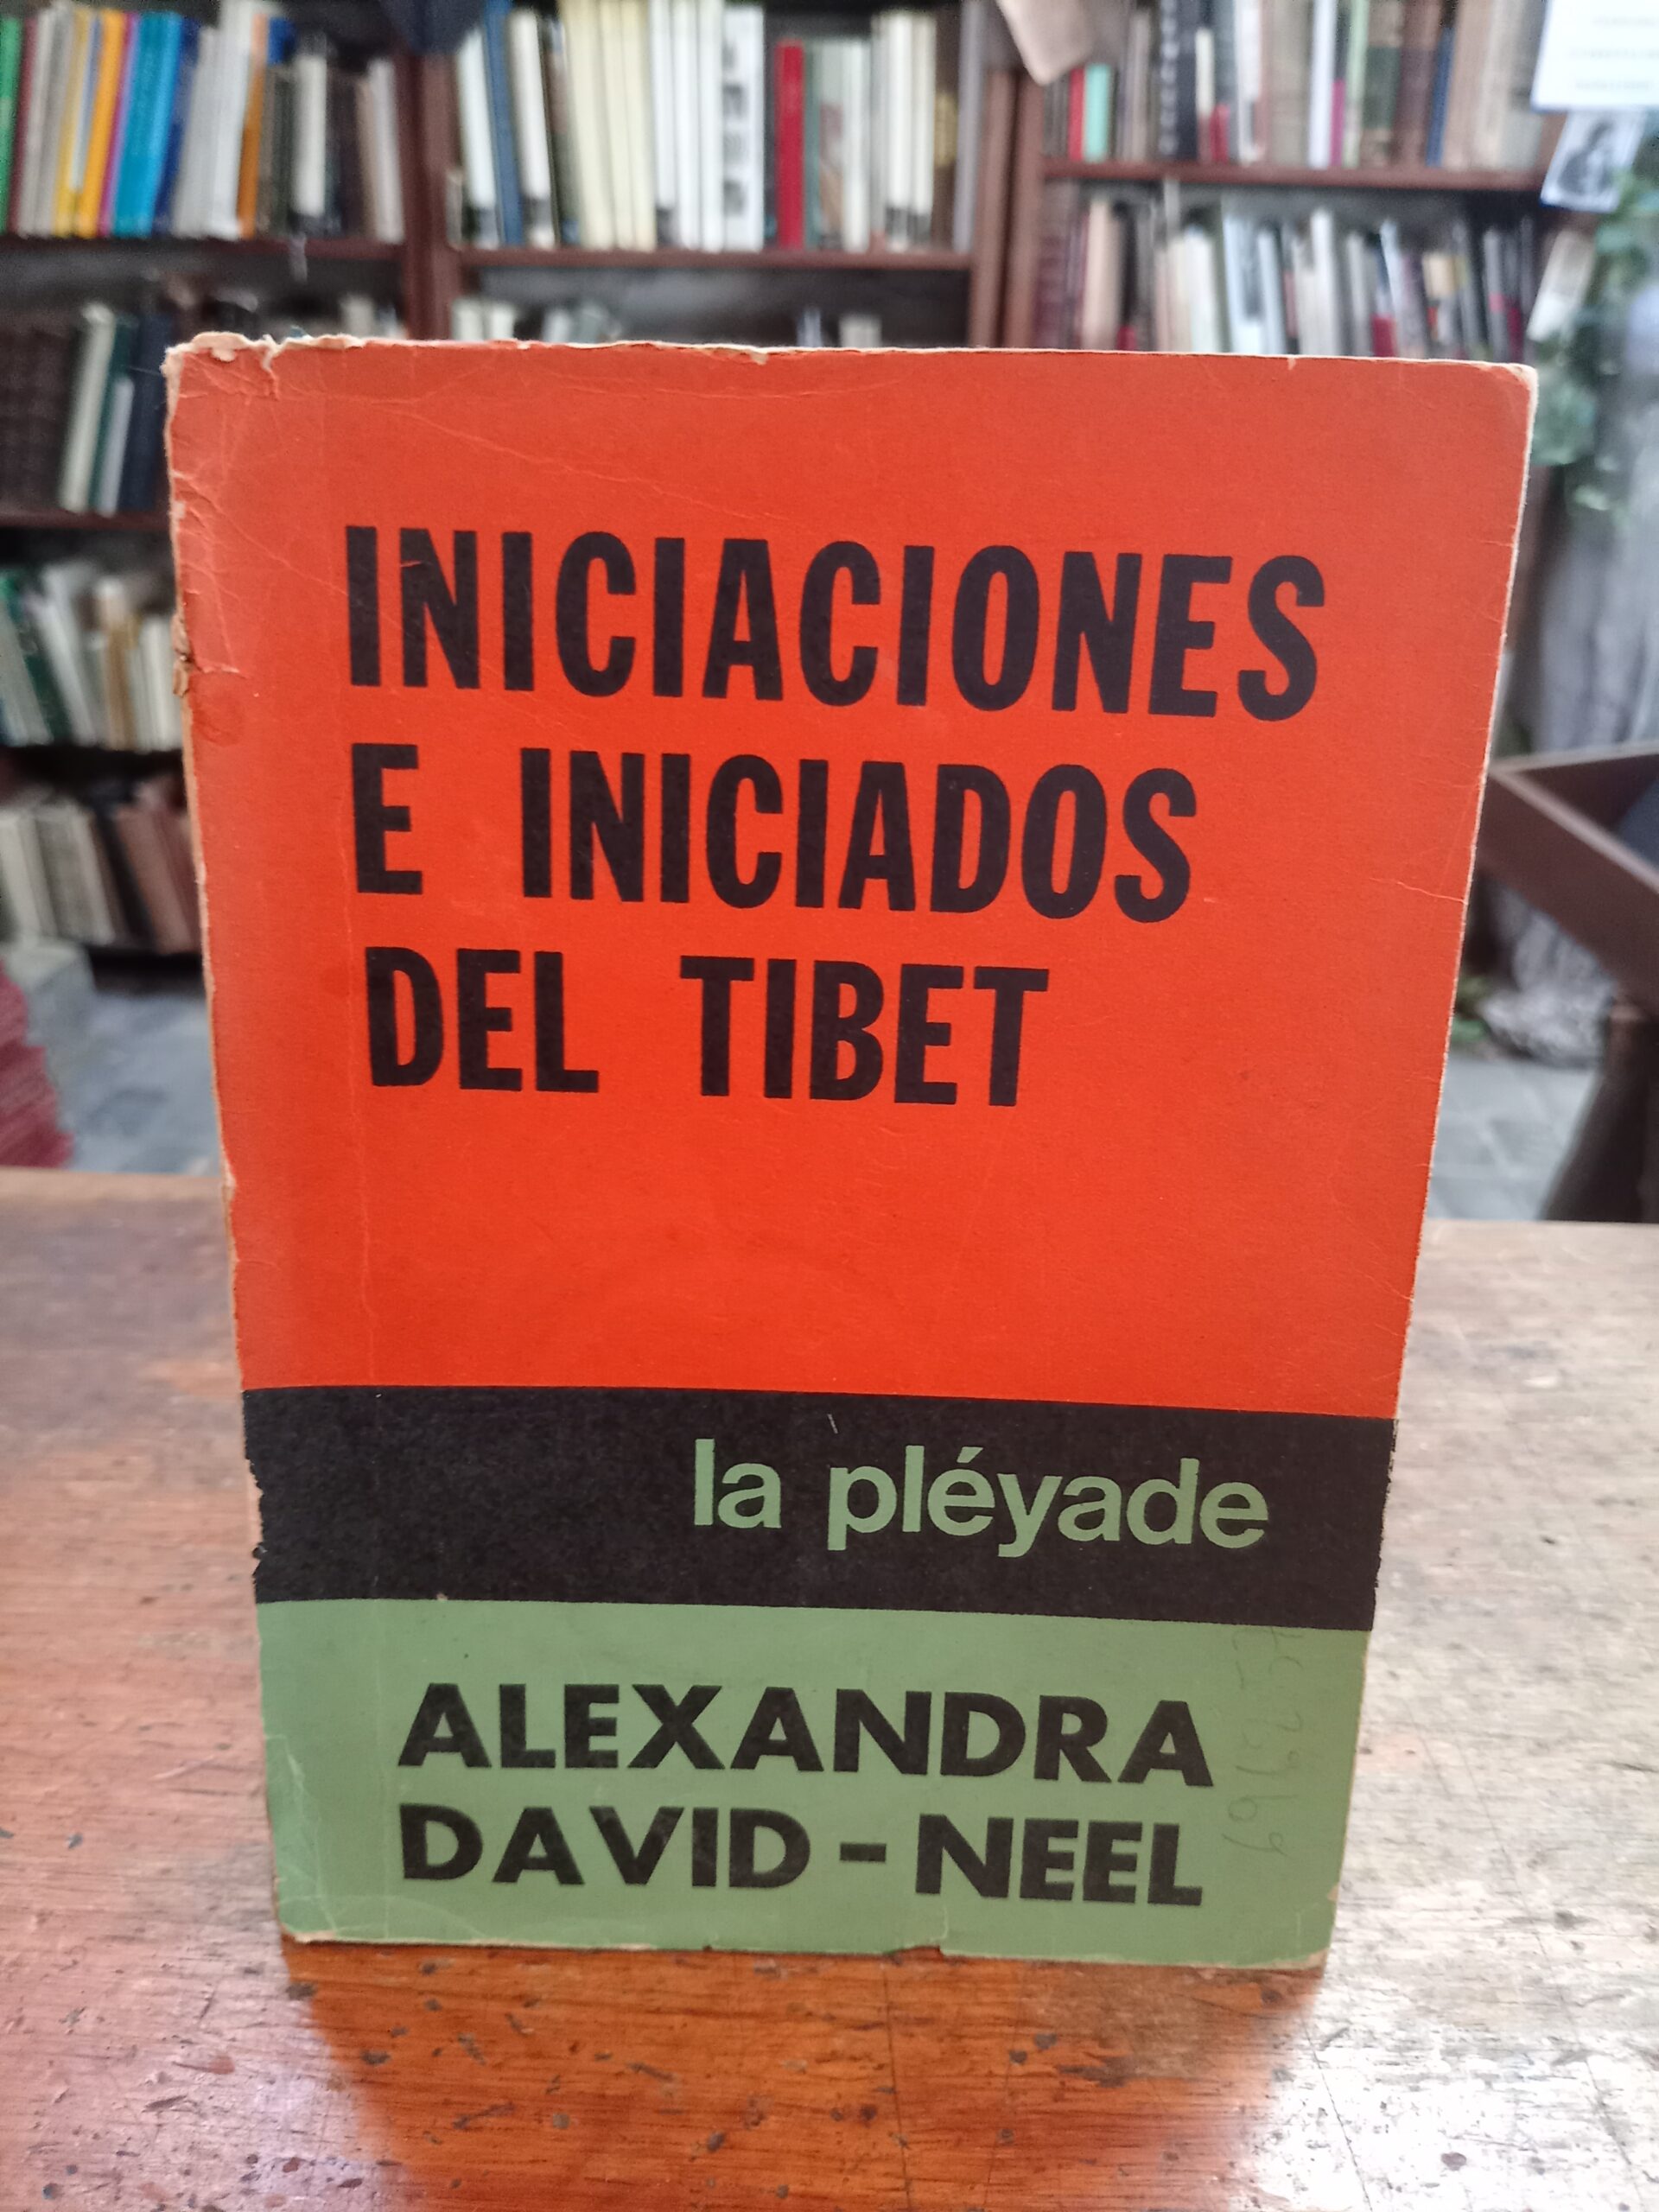 INICIACIONES
E INICIADOS
DEL TIBET
la pléyade
ALEXANDRA
DAVID - NEEL